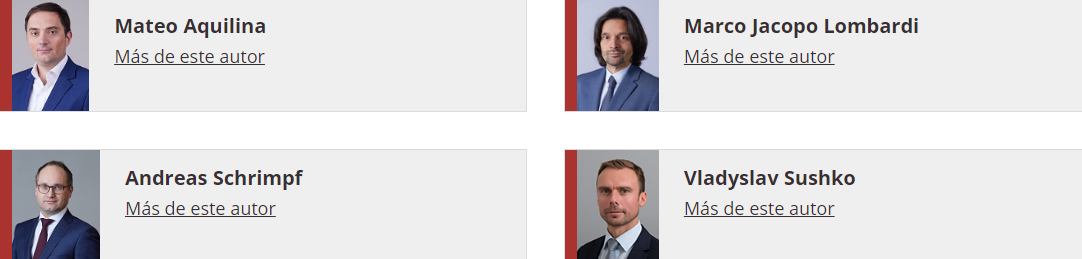 Mateo Aquilina
Más de este autor
Marco Jacopo Lombardi
Más de este autor
Andreas Schrimpf
Más de este autor
Vladyslav Sushko
Más de este autor